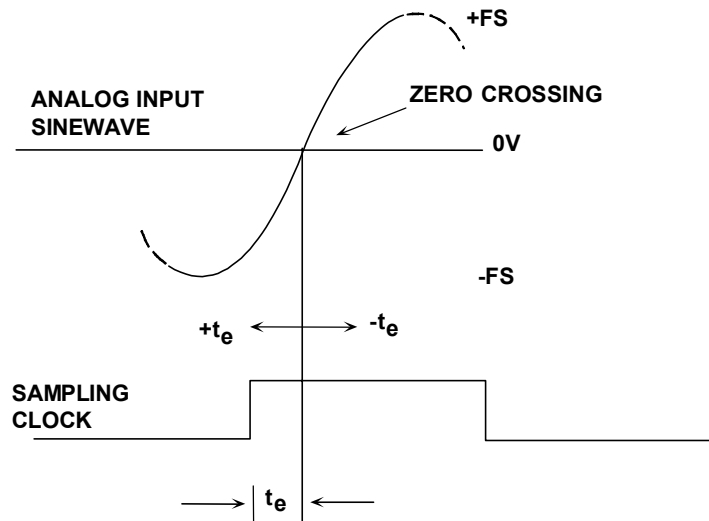 +FS
ANALOG INPUT
SINEWAVE
ZERO CROSSING
0V
-FS
+te
-te
SAMPLING
CLOCK
te